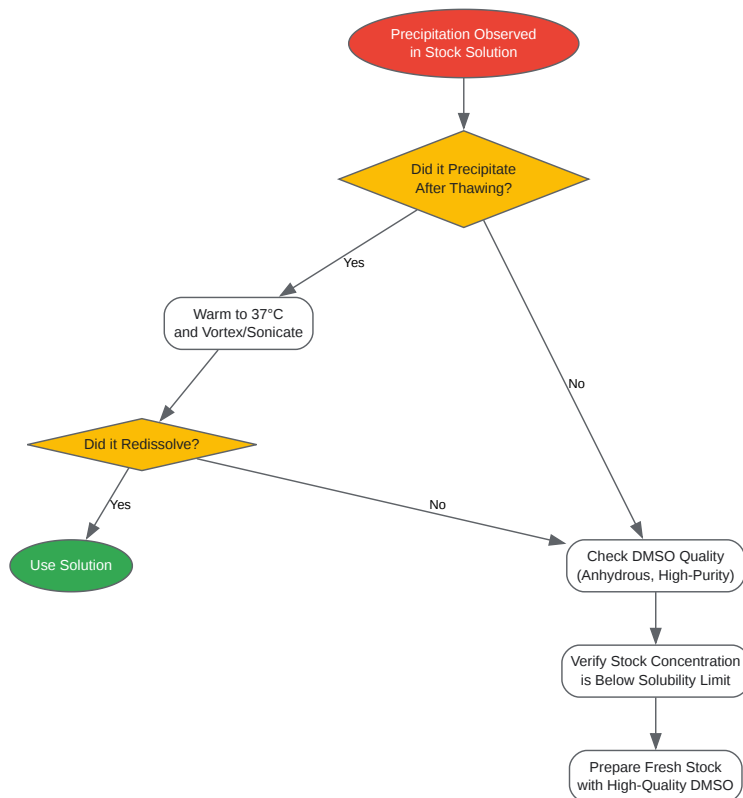 Precipitation Observed
in Stock Solution
Did it Precipitate
After Thawing?
Yes
Warm to 37°C
and Vortex/Sonicate
No
Did it Redissolve?
Yes
No
Use Solution
Check DMSO Quality
(Anhydrous, High-Purity)
Verify Stock Concentration
is Below Solubility Limit
Prepare Fresh Stock
with High-Quality DMSO